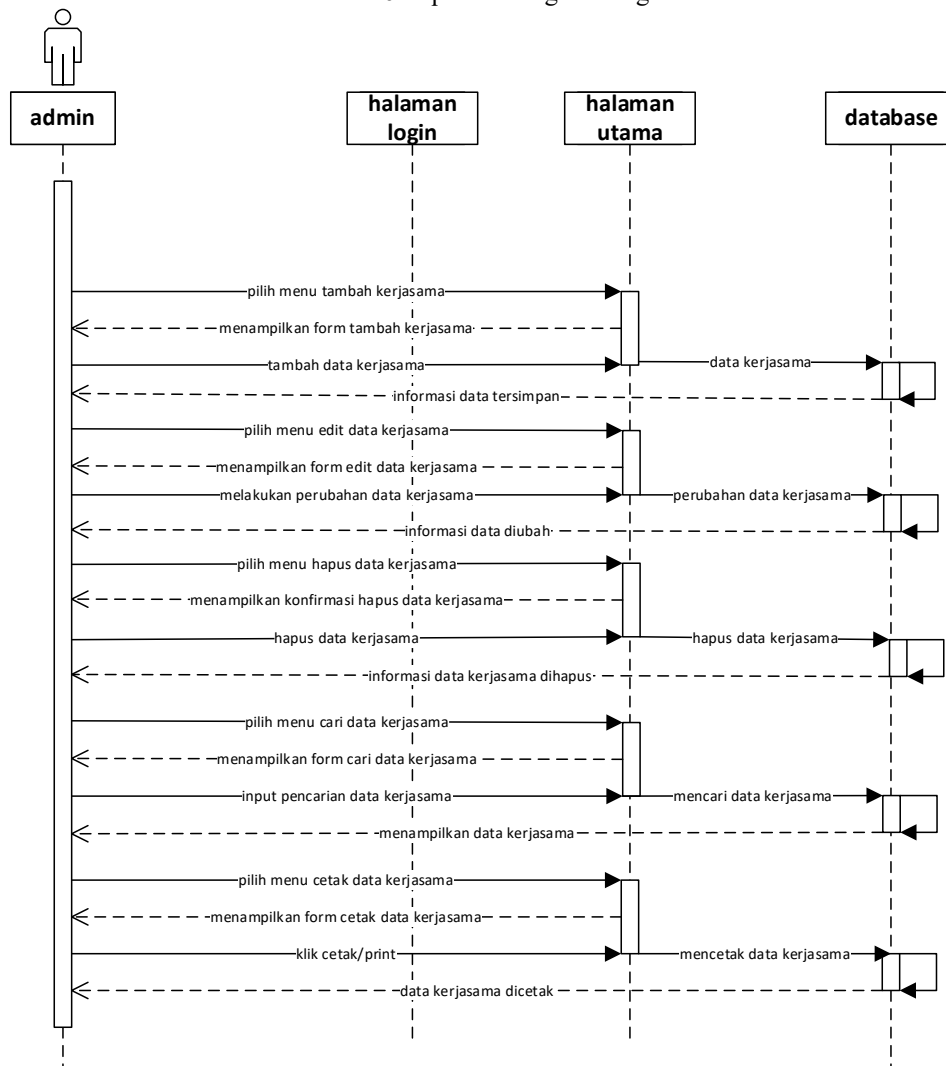 admin
halaman
login
halaman
utama
database
pilih menu tambah kerjasama
menampilkan form tambah kerjasama
tambah data kerjasama
data kerjasama
informasi data tersimpan
pilih menu edit data kerjasama
menampilkan form edit data kerjasama
melakukan perubahan data kerjasama
perubahan data kerjasama
informasi data diubah
pilih menu hapus data kerjasama
menampilkan konfirmasi hapus data kerjasama
hapus data kerjasama
hapus data kerjasama
informasi data kerjasama dihapus
pilih menu cari data kerjasama
menampilkan form cari data kerjasama
input pencarian data kerjasama
mencari data kerjasama
menampilkan data kerjasama
pilih menu cetak data kerjasama
menampilkan form cetak data kerjasama
klik cetak/print
mencetak data kerjasama
data kerjasama dicetak